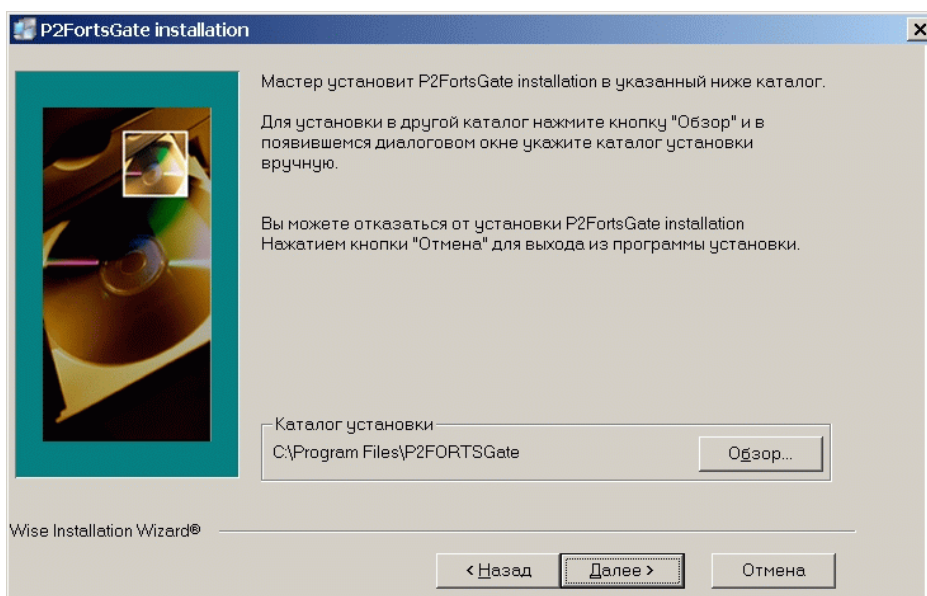 P2FortsGate installation
Мастер установит P2FortsGate installation в указанный ниже каталог.
Для установки в другой каталог нажмите кнопку "Обзор" и в
появившемся диалоговом окне укажите каталог установки
вручную.
Вы можете отказаться от установки P2FortsGate installation
Нажатием кнопки "Отмена" для выхода из программы установки.
Каталог установки
C:\Program Files\P2FORTSGate
Обзор...
Wise Installation Wizard®
< Назад
Далее >
Отмена